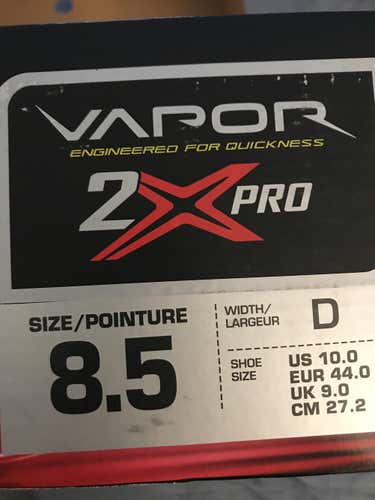 VAPOR
ENGINEERED FOR QUICKNESS
2X PRO
SIZE/POINTURE
8.5
WIDTH/
LARGEUR
D
SHOE
SIZE
US 10.0
EUR 44.0
UK 9.0
CM 27.2